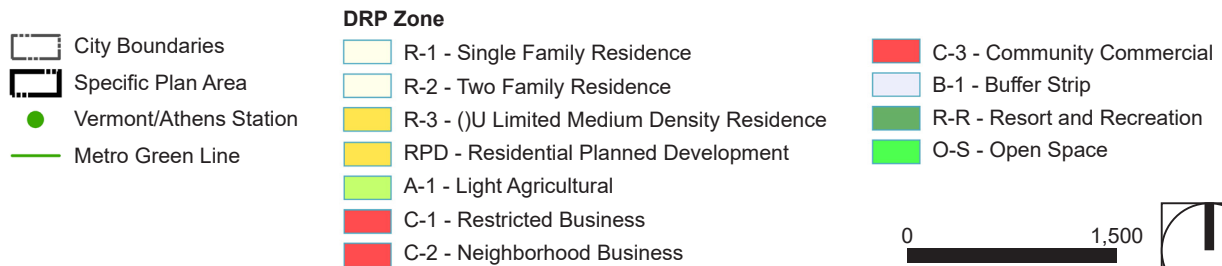 City Boundaries
Specific Plan Area
Vermont/Athens Station
Metro Green Line
DRP Zone
R-1 - Single Family Residence
R-2 - Two Family Residence
R-3 - ()U Limited Medium Density Residence
RPD - Residential Planned Development
A-1 - Light Agricultural
C-1 - Restricted Business
C-2 - Neighborhood Business
C-3 - Community Commercial
B-1 - Buffer Strip
R-R - Resort and Recreation
O-S - Open Space
0 1,500